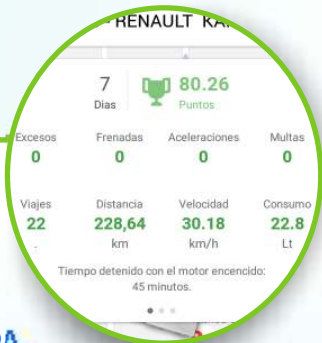 RENAULT KA
7 80.26
Dias Puntos
Excesos Frenadas Aceleraciones Multas
0 0 0 0
Viajes Distancia Velocidad Consumo
22 228,64 30.18 22.8
. km km/h Lt
Tiempo detenido con el motor encencido:
45 minutos.